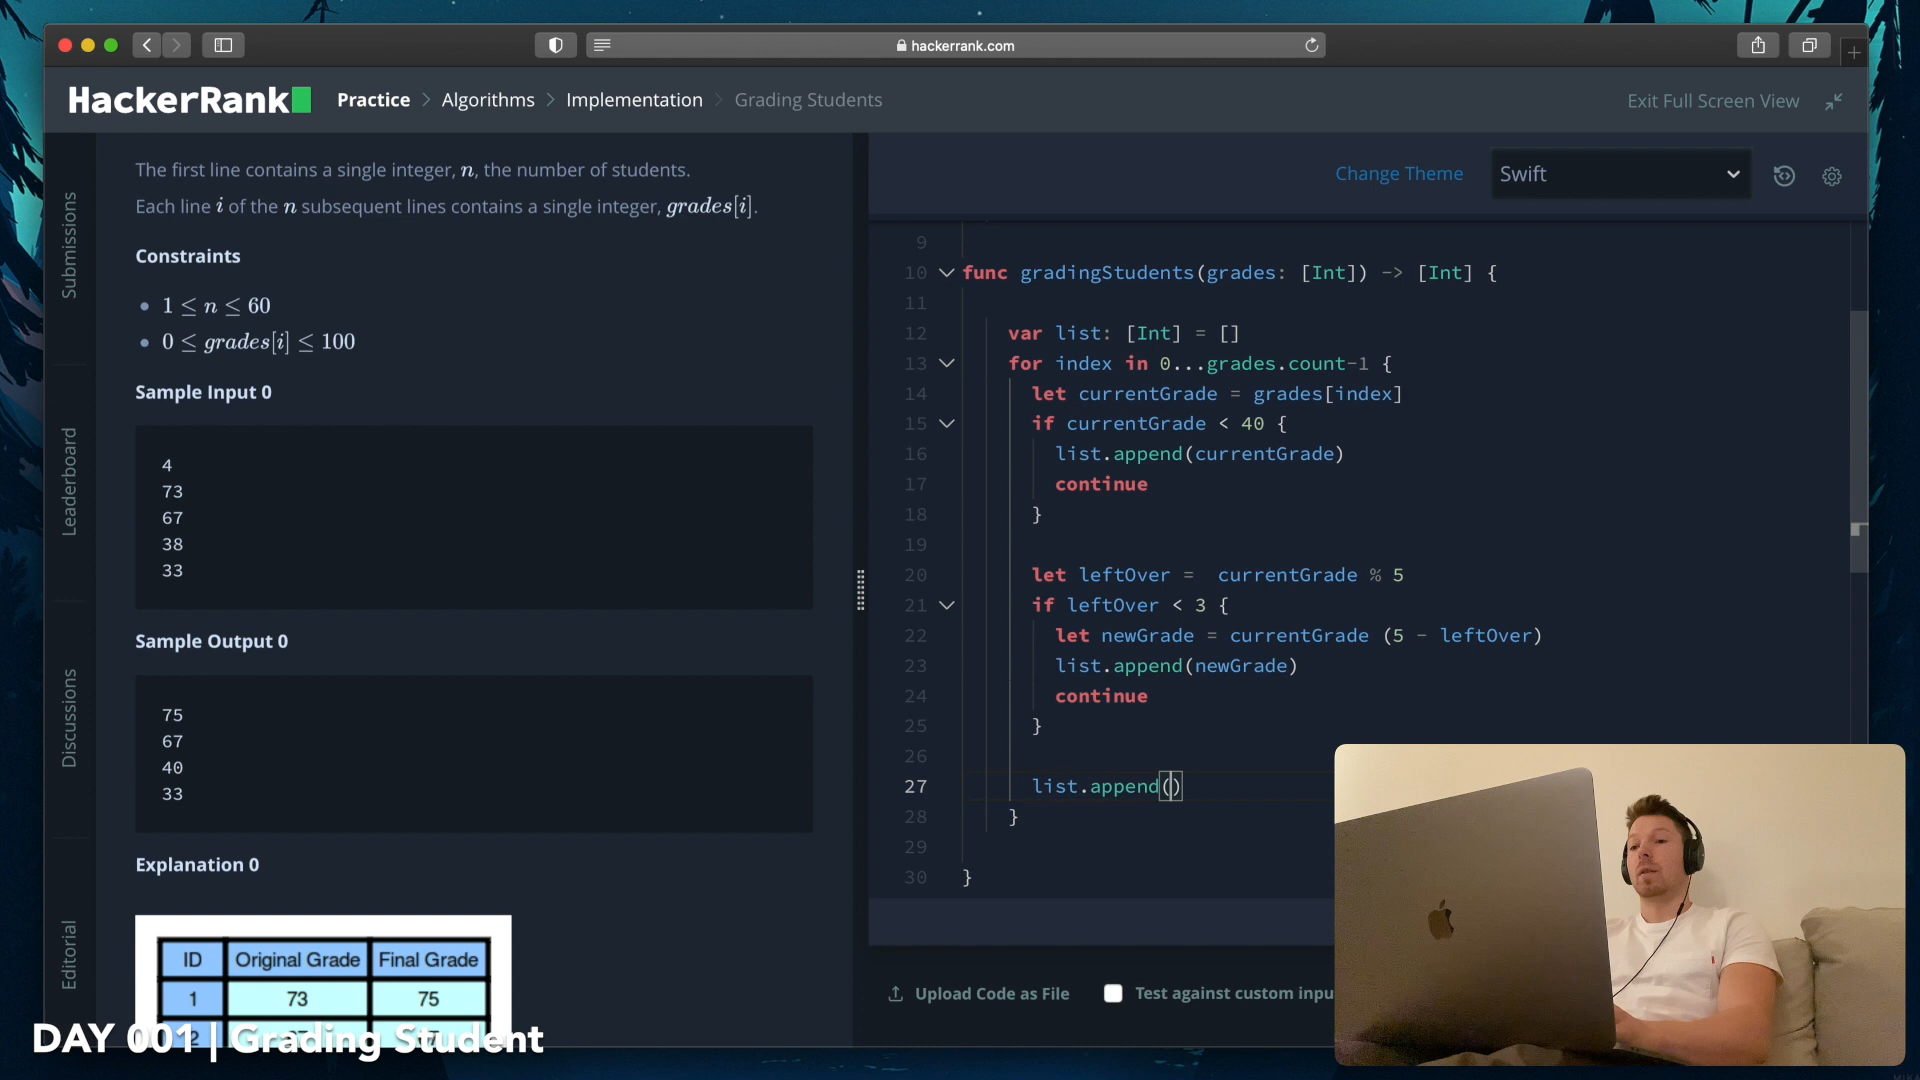 hackerrank.com
HackerRank Practice > Algorithms > Implementation > Grading Students
Exit Full Screen View
Submissions
Leaderboard
Discussions
Editorial
The first line contains a single integer, n, the number of students.
Each line i of the n subsequent lines contains a single integer, grades[i].
Constraints
• 1 ≤ n ≤ 60
• 0 ≤ grades[i] ≤ 100
Sample Input 0
4
73
67
38
33
Sample Output 0
75
67
40
33
Explanation 0
ID Original Grade Final Grade
1 73 75
2
Change Theme
Swift
9
10 func gradingStudents(grades: [Int]) -> [Int] {
11
12 var list: [Int] = []
13 for index in 0...grades.count-1 {
14 let currentGrade = grades[index]
15 if currentGrade < 40 {
16 list.append(currentGrade)
17 continue
18 }
19
20 let leftOver =  currentGrade % 5
21 if leftOver < 3 {
22 let newGrade = currentGrade (5 - leftOver)
23 list.append(newGrade)
24 continue
25 }
26
27 list.append()
28 }
29
30 }
Upload Code as File
Test against custom inpu
DAY 001 | Grading Student